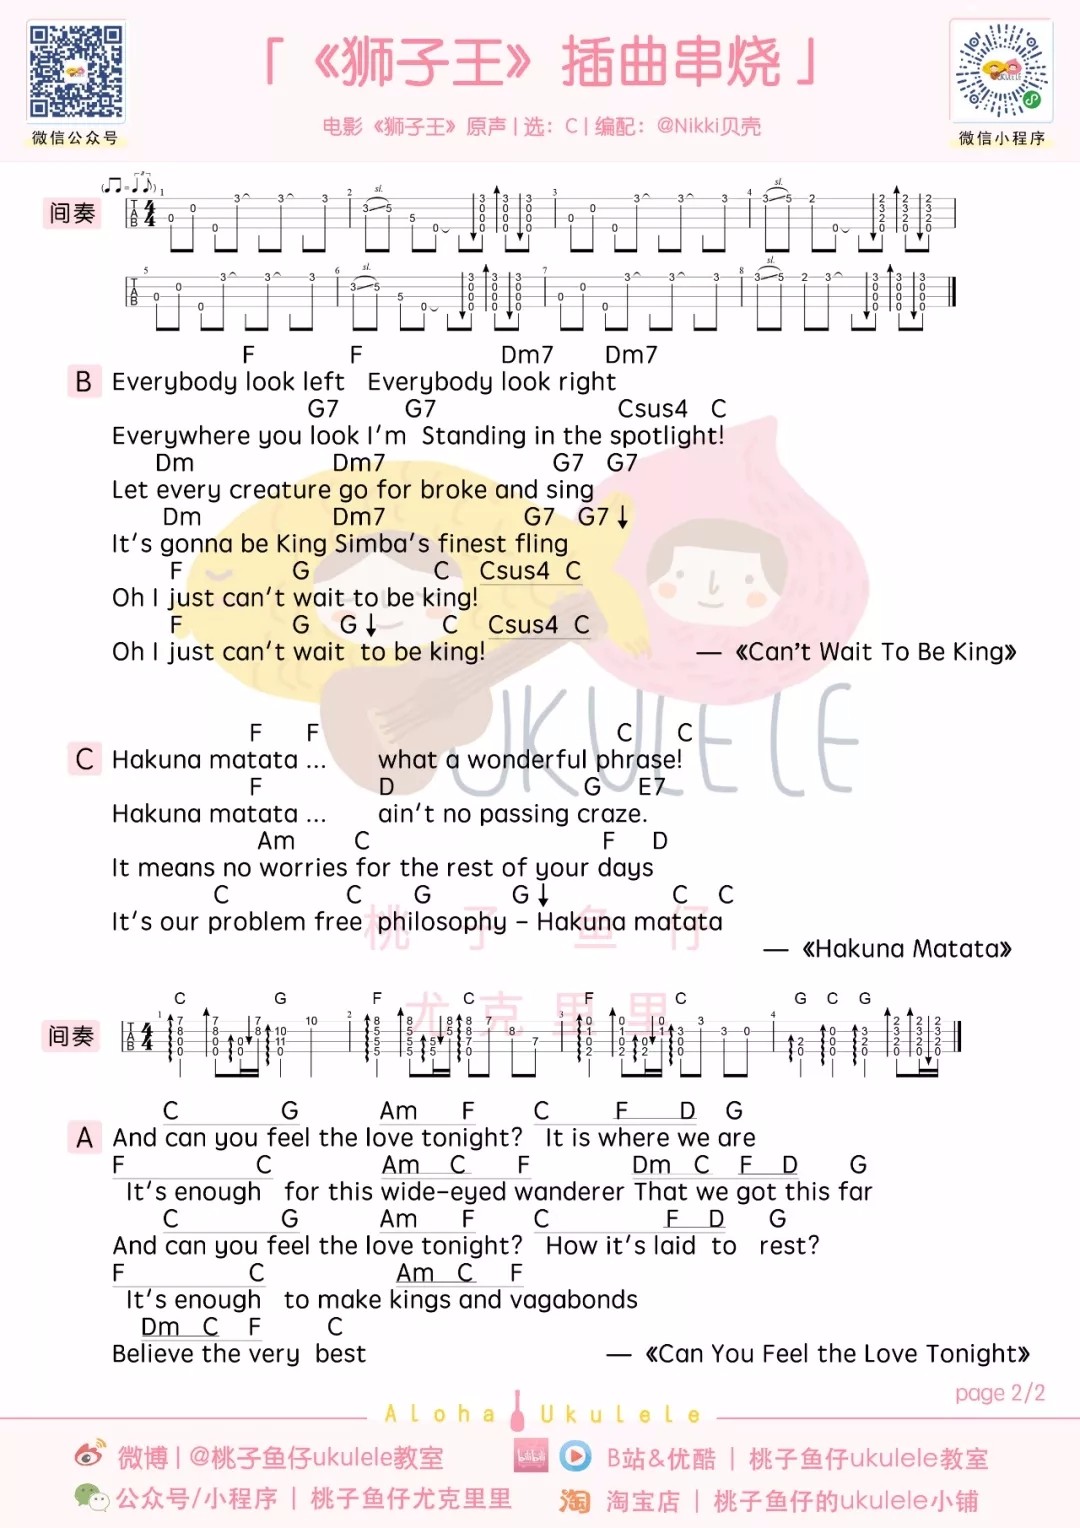 「《狮子王》插曲串烧」
电影《狮子王》原声 | 选：C | 编配：@Nikki贝壳
微信公众号
微信小程序
间奏
F F Dm7 Dm7
B Everybody look left Everybody look right
G7 G7 Csus4 C
Everywhere you look I'm Standing in the spotlight!
Dm Dm7 G7 G7
Let every creature go for broke and sing
Dm Dm7 G7 G7↓
It's gonna be King Simba's finest fling
F G C Csus4 C
Oh I just can't wait to be king!
F G G↓ C Csus4 C
Oh I just can't wait to be king! — 《Can't Wait To Be King》
UKULELE
F F C C
C Hakuna matata ... what a wonderful phrase!
F D G E7
Hakuna matata ... ain't no passing craze.
Am C F D
It means no worries for the rest of your days
C C G G↓ C C
It's our problem free philosophy – Hakuna matata
桃子鱼仔
— 《Hakuna Matata》
尤克里里
C G F C F C G C G
间奏
C G Am F C F D G
A And can you feel the love tonight? It is where we are
F C Am C F Dm C F D G
It's enough for this wide-eyed wanderer That we got this far
C G Am F C F D G
And can you feel the love tonight? How it's laid to rest?
F C Am C F
It's enough to make kings and vagabonds
Dm C F C
Believe the very best — 《Can You Feel the Love Tonight》
page 2/2
Aloha Ukulele
微博 | @桃子鱼仔ukulele教室
B站&优酷 | 桃子鱼仔ukulele教室
公众号/小程序 | 桃子鱼仔尤克里里
淘 淘宝店 | 桃子鱼仔的ukulele小铺